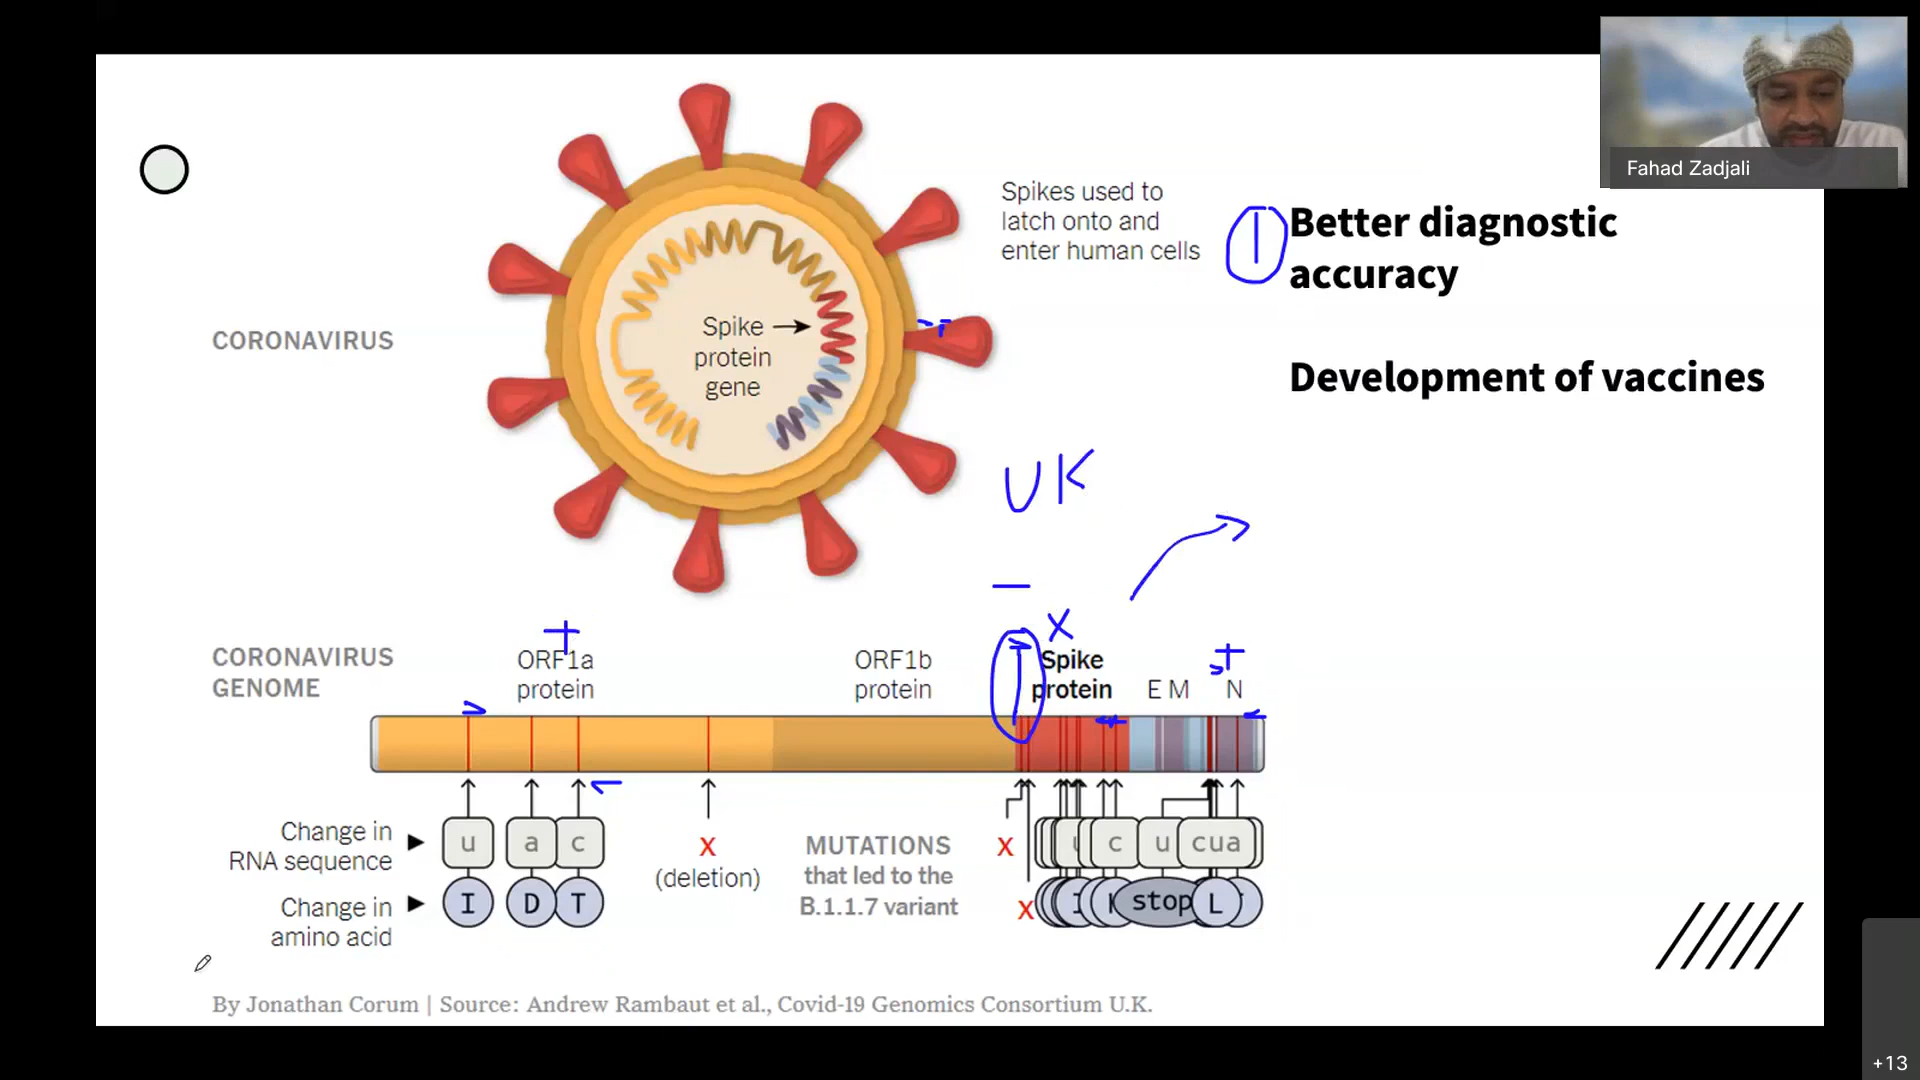 Fahad Zadjali
Spikes used to
latch onto and
enter human cells
1
Better diagnostic
accuracy
Development of vaccines
CORONAVIRUS
Spike
protein
gene
UK
CORONAVIRUS
GENOME
ORF1a
protein
ORF1b
protein
Spike
protein
E M
N
+
−
X
+
Change in
RNA sequence
u
a
c
X
(deletion)
MUTATIONS
that led to the
B.1.1.7 variant
X
c
u
cua
Change in
amino acid
I
D
T
X
I
stop
L
By Jonathan Corum | Source: Andrew Rambaut et al., Covid-19 Genomics Consortium U.K.
+13